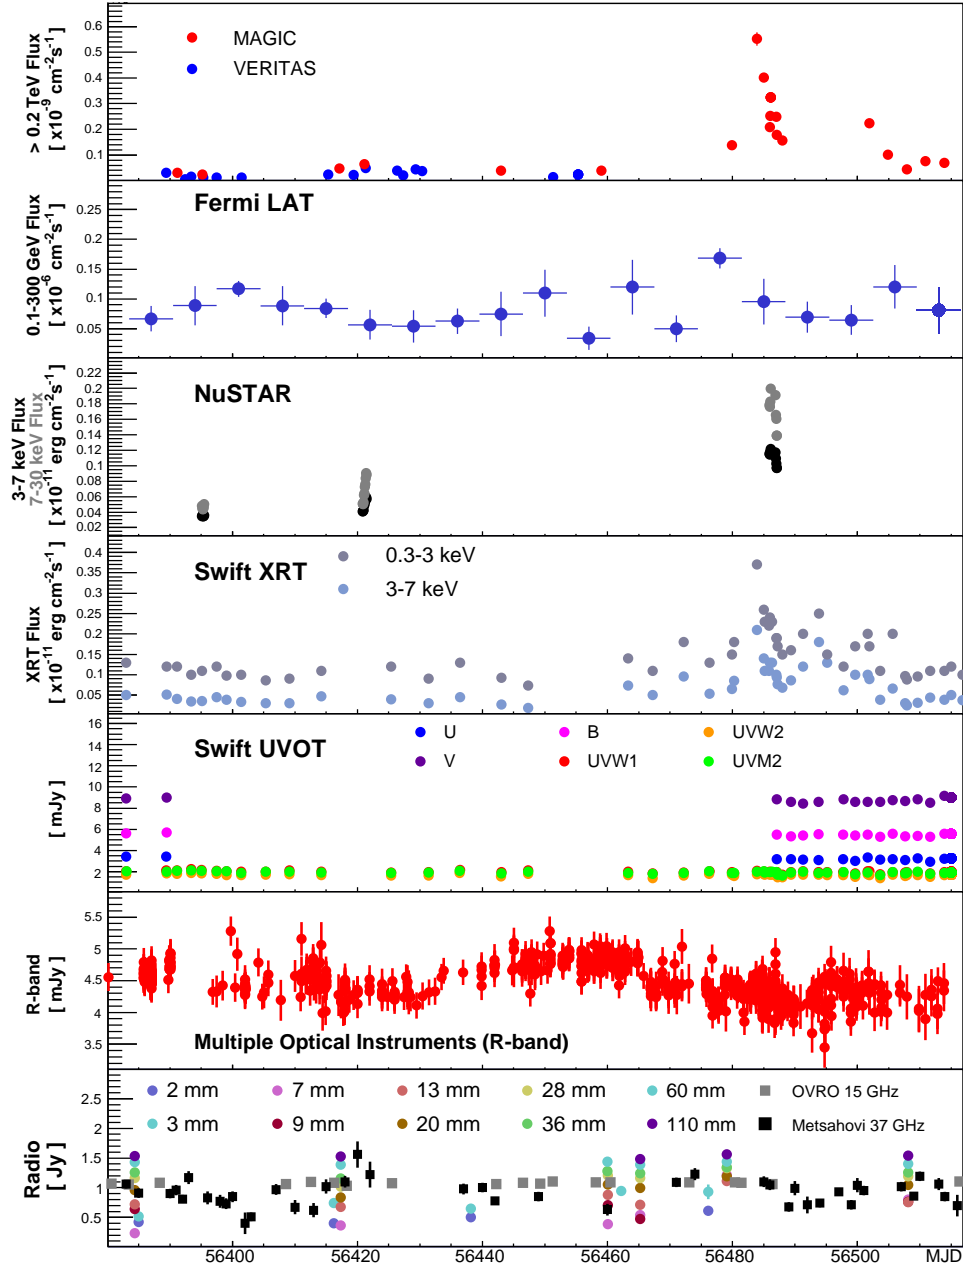 0.6
0.5
0.4
0.3
0.2
0.1
> 0.2 TeV Flux
[ x10⁻⁹ cm⁻²s⁻¹]
MAGIC
VERITAS
0.25
0.2
0.15
0.1
0.05
0.1-300 GeV Flux
[ x10⁻⁶ cm⁻²s⁻¹]
Fermi LAT
0.22
0.2
0.18
0.16
0.14
0.12
0.1
0.08
0.06
0.04
0.02
3-7 keV Flux
7-30 keV Flux
[ x10⁻¹¹ erg cm⁻²s⁻¹]
NuSTAR
0.4
0.35
0.3
0.25
0.2
0.15
0.1
0.05
XRT Flux
[ x10⁻¹¹ erg cm⁻²s⁻¹]
Swift XRT
0.3-3 keV
3-7 keV
16
14
12
10
8
6
4
2
[ mJy ]
Swift UVOT
U B UVW2
V UVW1 UVM2
5.5
5
4.5
4
3.5
R-band
[ mJy ]
Multiple Optical Instruments (R-band)
2.5
2
1.5
1
0.5
Radio
[ Jy ]
2 mm 7 mm 13 mm 28 mm 60 mm OVRO 15 GHz
3 mm 9 mm 20 mm 36 mm 110 mm Metsahovi 37 GHz
56400 56420 56440 56460 56480 56500 MJD